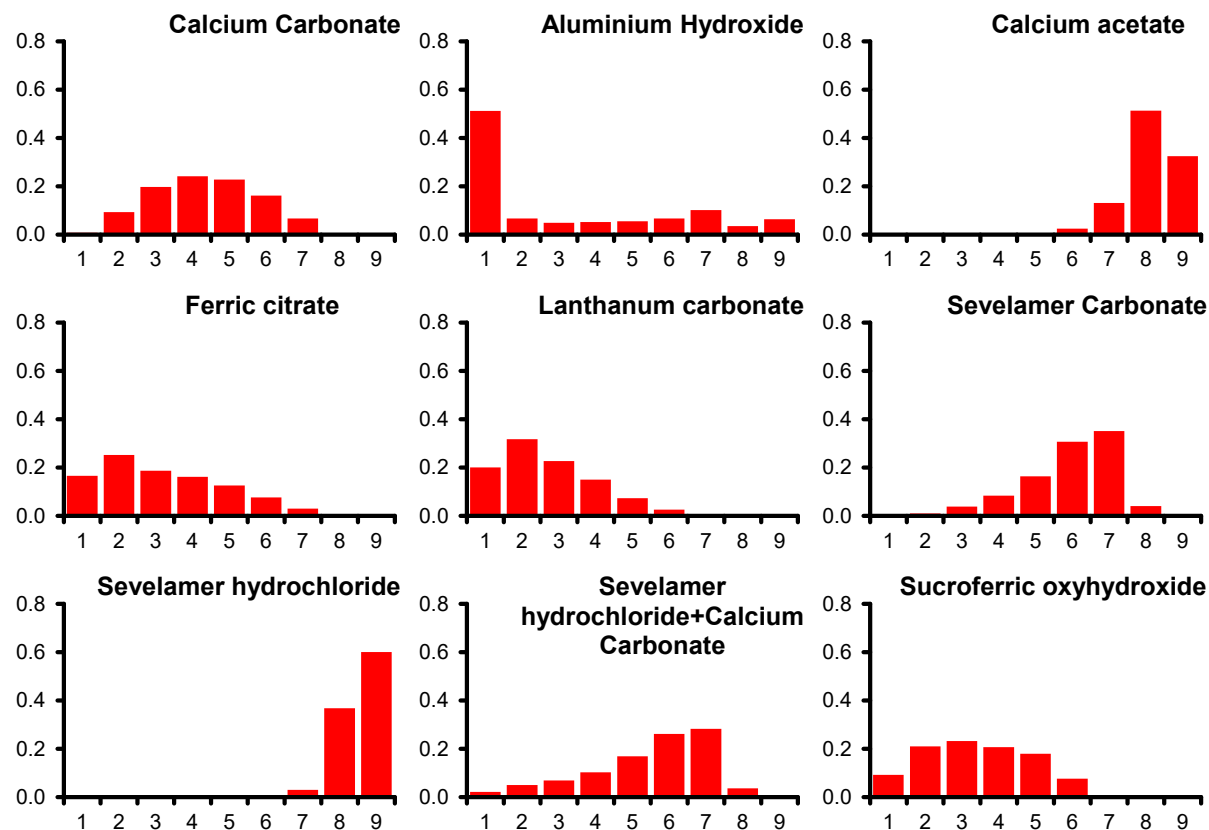 Calcium Carbonate
0.8
0.6
0.4
0.2
0.0
1 2 3 4 5 6 7 8 9
Aluminium Hydroxide
0.8
0.6
0.4
0.2
0.0
1 2 3 4 5 6 7 8 9
Calcium acetate
0.8
0.6
0.4
0.2
0.0
1 2 3 4 5 6 7 8 9
Ferric citrate
0.8
0.6
0.4
0.2
0.0
1 2 3 4 5 6 7 8 9
Lanthanum carbonate
0.8
0.6
0.4
0.2
0.0
1 2 3 4 5 6 7 8 9
Sevelamer Carbonate
0.8
0.6
0.4
0.2
0.0
1 2 3 4 5 6 7 8 9
Sevelamer hydrochloride
0.8
0.6
0.4
0.2
0.0
1 2 3 4 5 6 7 8 9
Sevelamer
hydrochloride+Calcium
Carbonate
0.8
0.6
0.4
0.2
0.0
1 2 3 4 5 6 7 8 9
Sucroferric oxyhydroxide
0.8
0.6
0.4
0.2
0.0
1 2 3 4 5 6 7 8 9